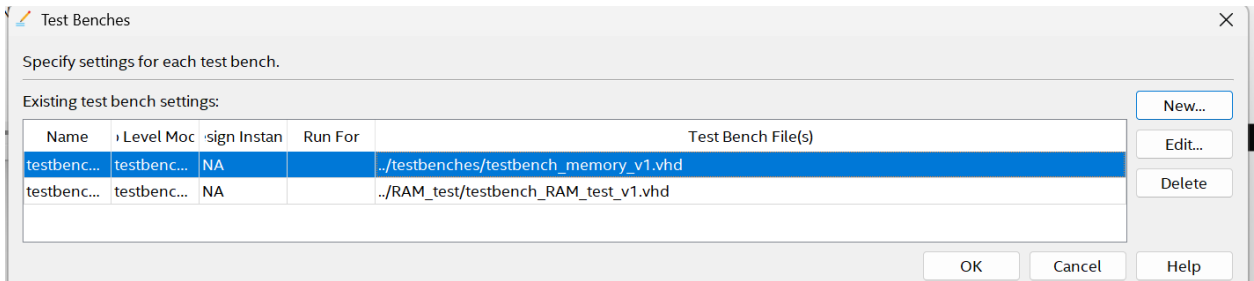 Test Benches
Specify settings for each test bench.
Existing test bench settings:
New...
Name Level Moc sign Instan Run For Test Bench File(s)
Edit...
testbenc... testbenc... NA ../testbenches/testbench_memory_v1.vhd
Delete
testbenc... testbenc... NA ../RAM_test/testbench_RAM_test_v1.vhd
OK Cancel Help